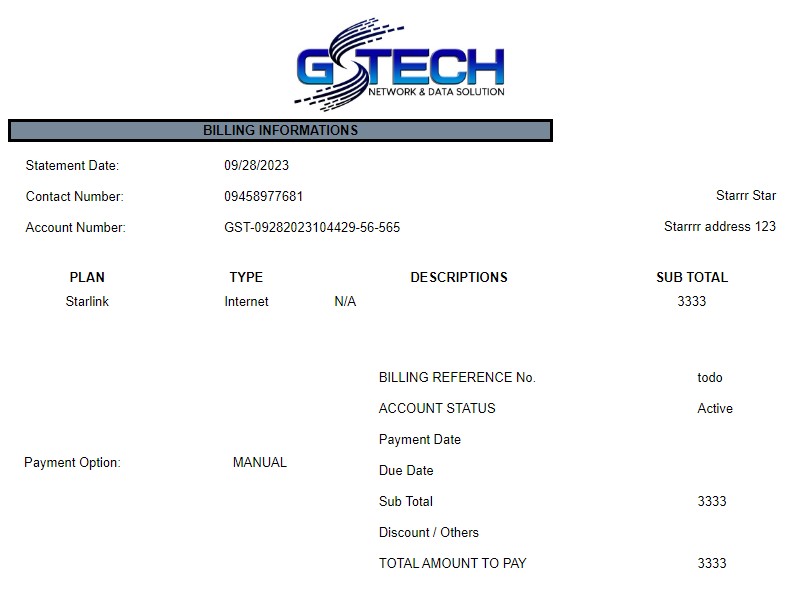 GSTECH
NETWORK & DATA SOLUTION
BILLING INFORMATIONS
Statement Date: 09/28/2023
Contact Number: 09458977681 Starrr Star
Account Number: GST-09282023104429-56-565 Starrrr address 123
PLAN TYPE DESCRIPTIONS SUB TOTAL
Starlink Internet N/A 3333
BILLING REFERENCE No. todo
ACCOUNT STATUS Active
Payment Date
Payment Option: MANUAL
Due Date
Sub Total 3333
Discount / Others
TOTAL AMOUNT TO PAY 3333